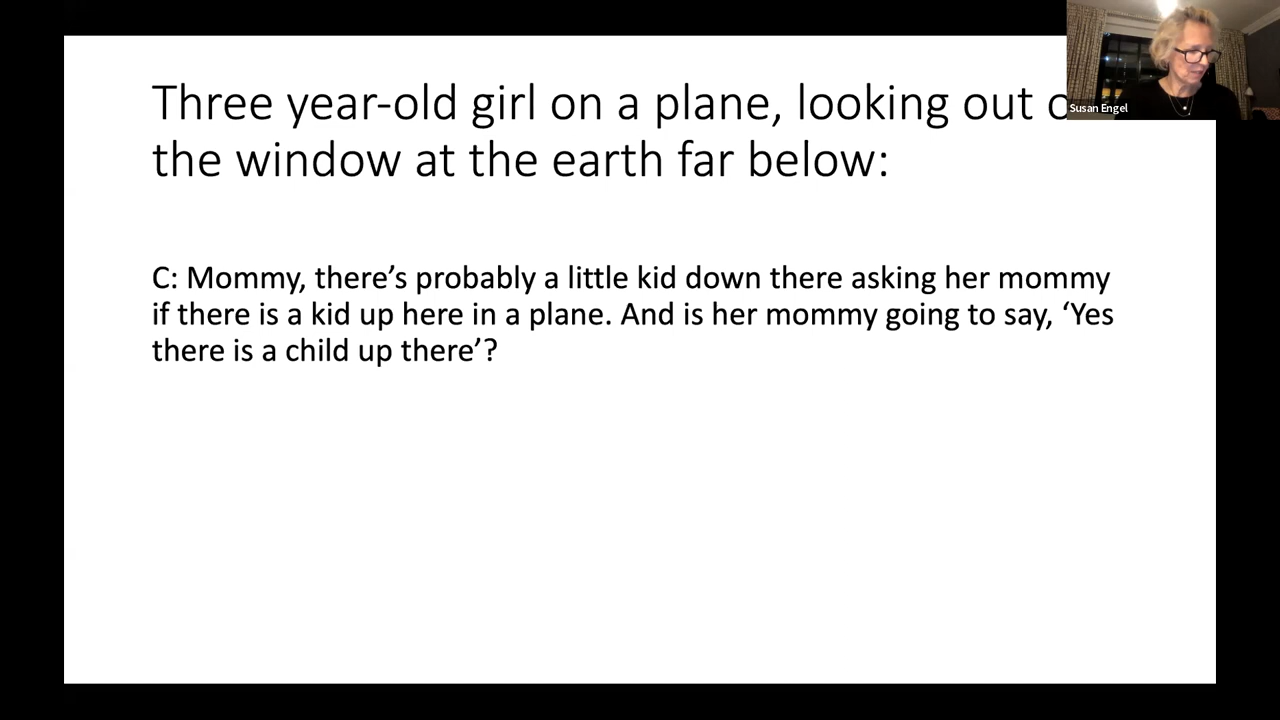 Three year-old girl on a plane, looking out
the window at the earth far below:
Susan Engel
C: Mommy, there’s probably a little kid down there asking her mommy
if there is a kid up here in a plane. And is her mommy going to say, ‘Yes
there is a child up there’?